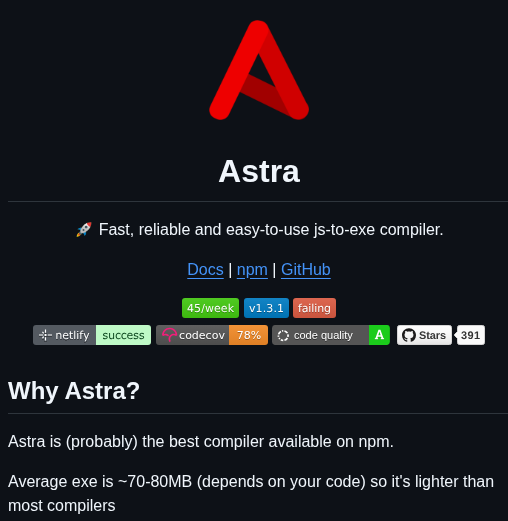 Astra
🚀 Fast, reliable and easy-to-use js-to-exe compiler.
Docs | npm | GitHub
45/week v1.3.1 failing
netlify success codecov 78% code quality A Stars 391
Why Astra?
Astra is (probably) the best compiler available on npm.
Average exe is ~70-80MB (depends on your code) so it's lighter than
most compilers